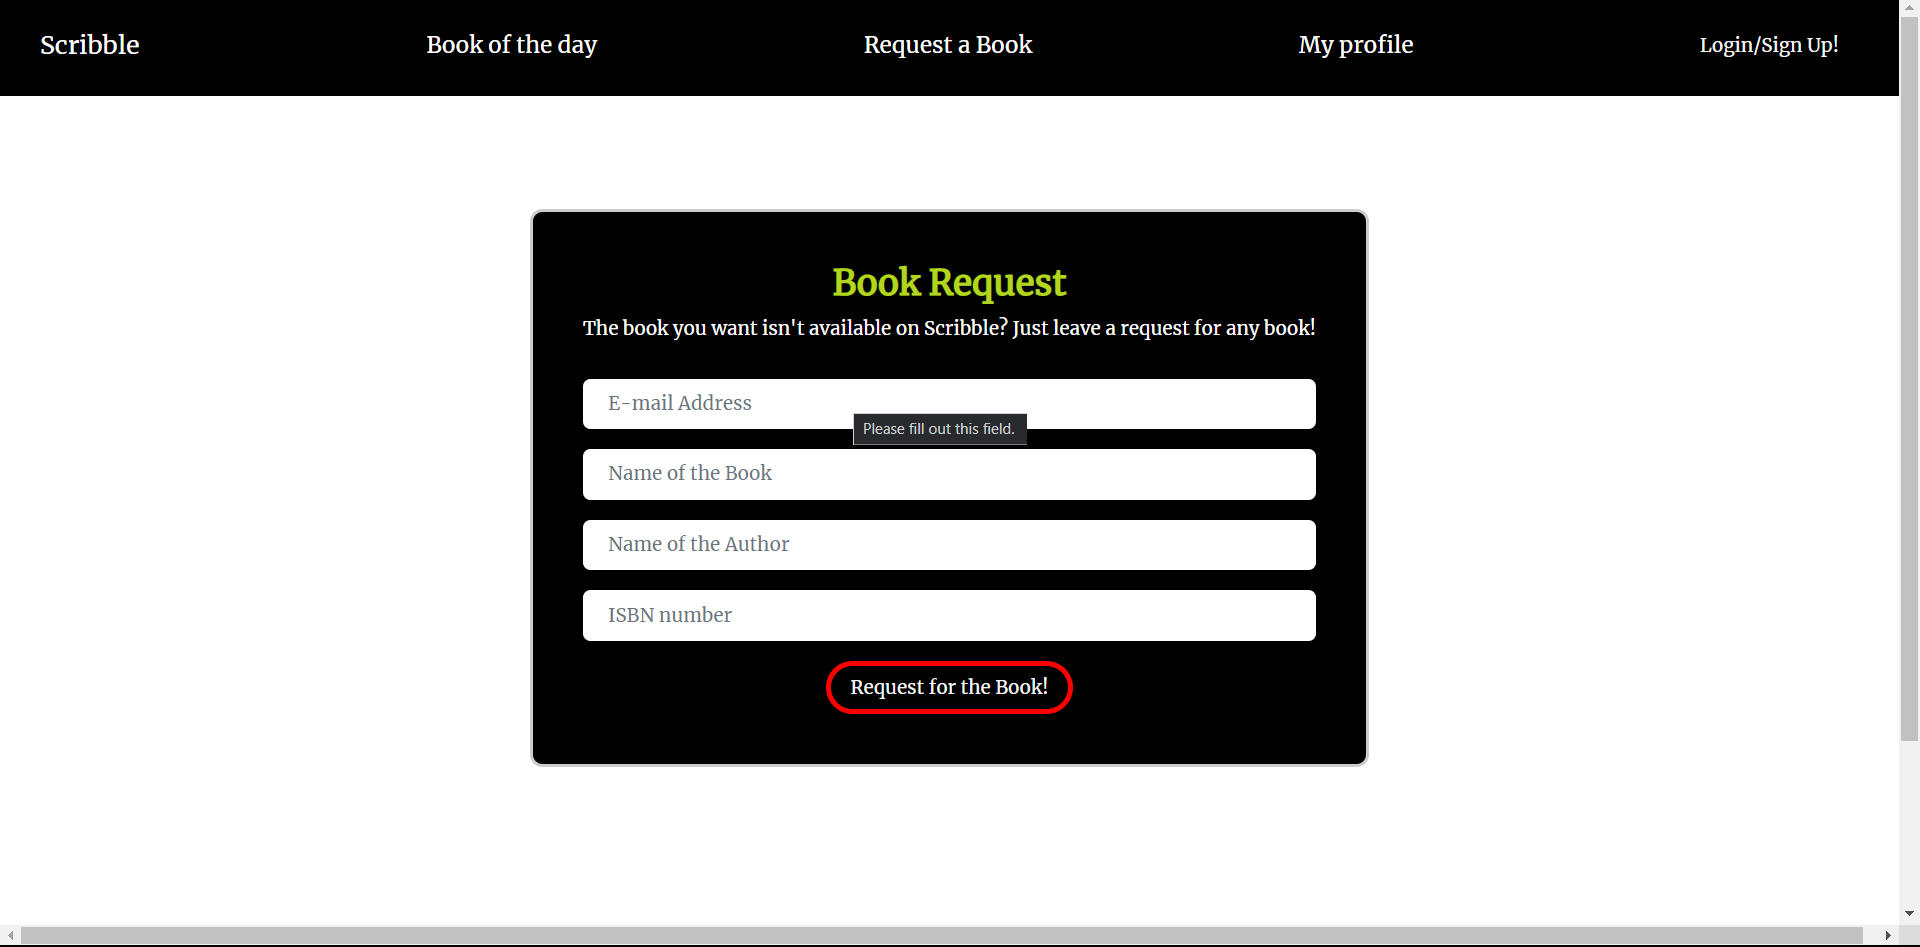 Scribble
Book of the day
Request a Book
My profile
Login/Sign Up!
Book Request
The book you want isn't available on Scribble? Just leave a request for any book!
E-mail Address
Please fill out this field.
Name of the Book
Name of the Author
ISBN number
Request for the Book!